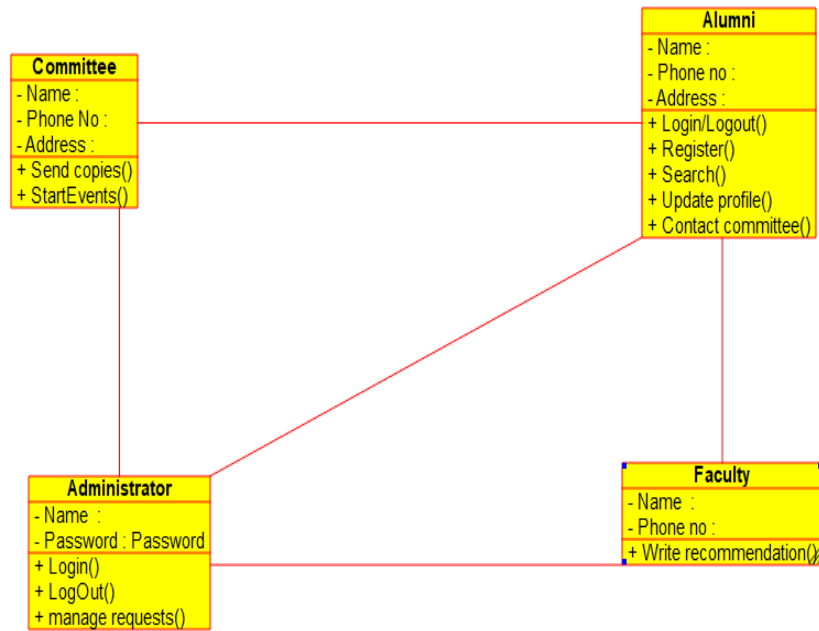 Committee
- Name :
- Phone No :
- Address :
+ Send copies()
+ StartEvents()
Alumni
- Name :
- Phone no :
- Address :
+ Login/Logout()
+ Register()
+ Search()
+ Update profile()
+ Contact committee()
Administrator
- Name :
- Password : Password
+ Login()
+ LogOut()
+ manage requests()
Faculty
- Name :
- Phone no :
+ Write recommendation()